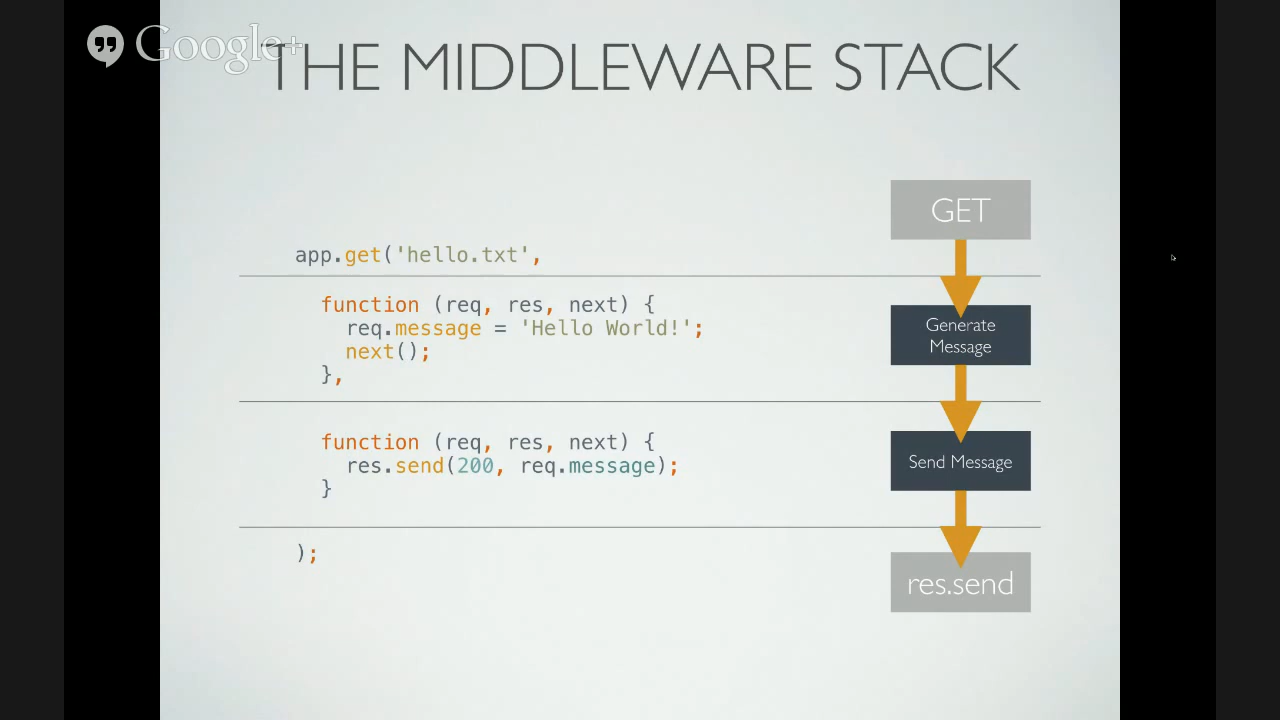 Google+
THE MIDDLEWARE STACK
GET
app.get('hello.txt',
function (req, res, next) {
req.message = 'Hello World!';
next();
},
Generate
Message
function (req, res, next) {
res.send(200, req.message);
}
Send Message
);
res.send